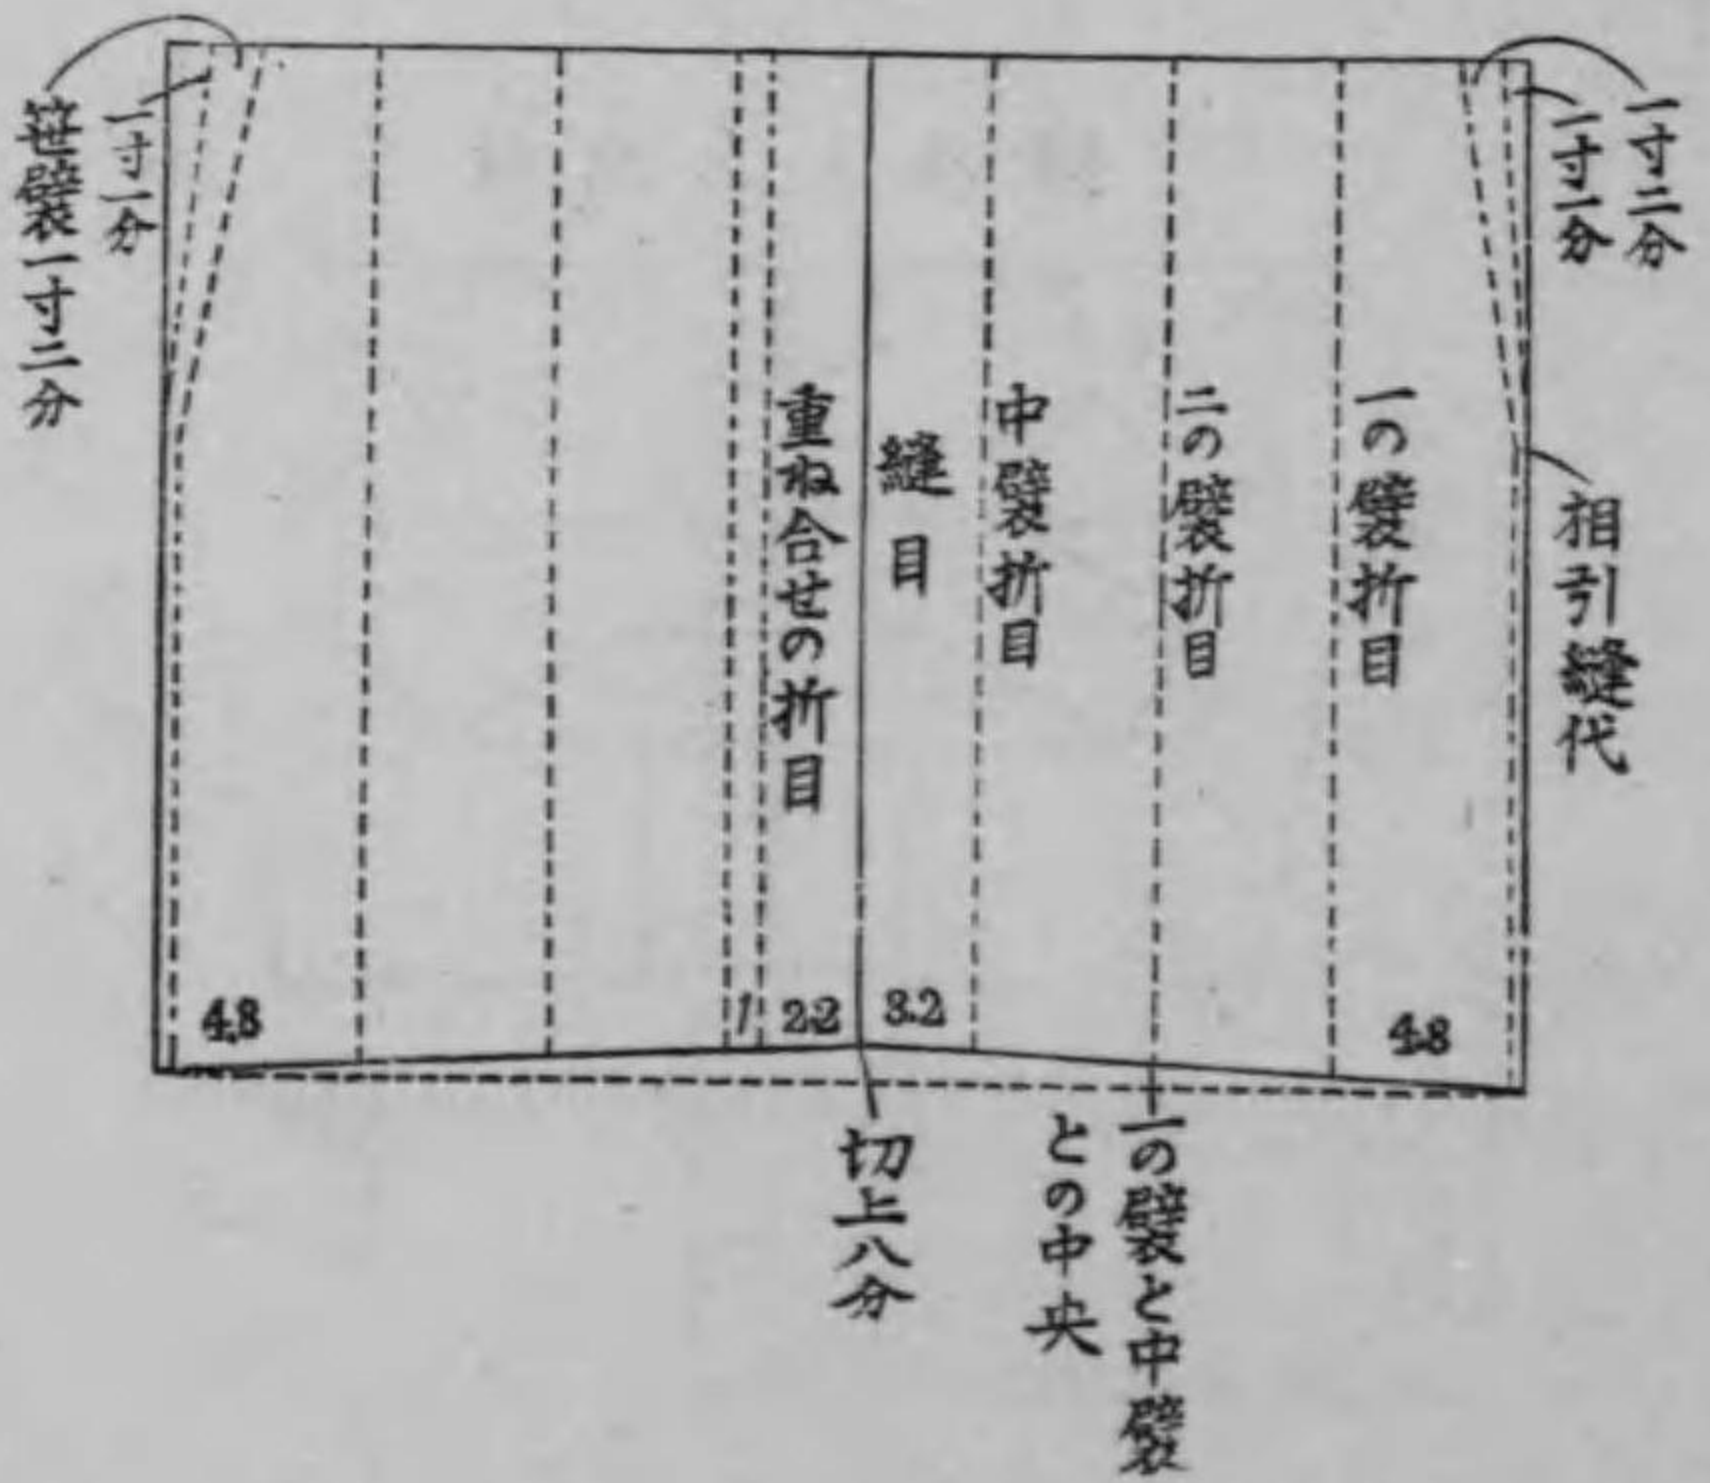 一寸二分
一寸一分
相引縫代
一の襞折目
二の襞折目
中襞折目
縫目
重ね合せの折目
一寸一分
笹襞一寸二分
4.8
3.2
2.2
1
4.8
一の襞と中襞
との中央
切上八分